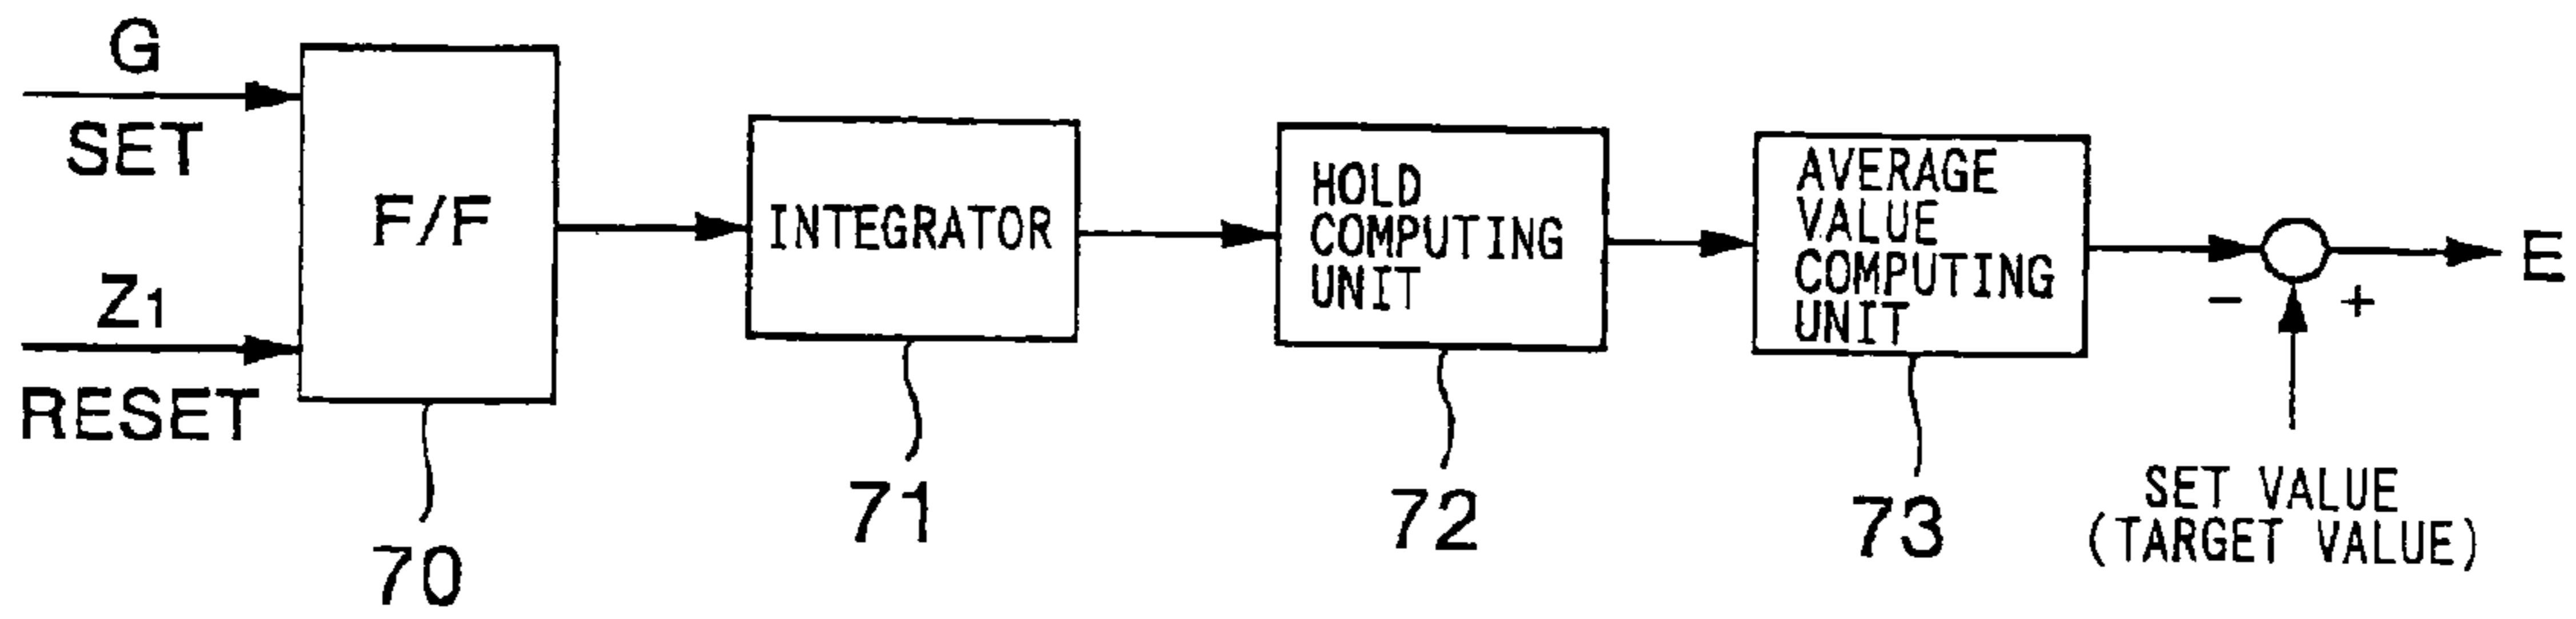 G
SET
Z1
RESET
F/F
70
INTEGRATOR
71
HOLD
COMPUTING
UNIT
72
AVERAGE
VALUE
COMPUTING
UNIT
73
− +
E
SET VALUE
(TARGET VALUE)